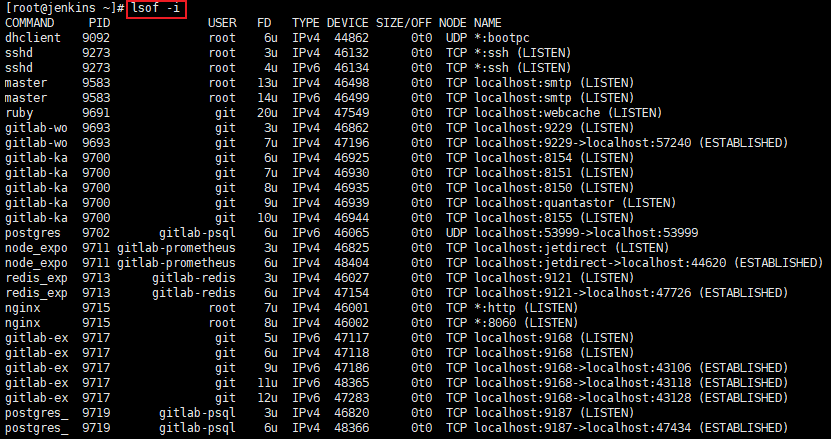 [root@jenkins ~]# lsof -i
COMMAND PID USER FD TYPE DEVICE SIZE/OFF NODE NAME
dhclient 9092 root 6u IPv4 44862 0t0 UDP *:bootpc
sshd 9273 root 3u IPv4 46132 0t0 TCP *:ssh (LISTEN)
sshd 9273 root 4u IPv6 46134 0t0 TCP *:ssh (LISTEN)
master 9583 root 13u IPv4 46498 0t0 TCP localhost:smtp (LISTEN)
master 9583 root 14u IPv6 46499 0t0 TCP localhost:smtp (LISTEN)
ruby 9691 git 20u IPv4 47549 0t0 TCP localhost:webcache (LISTEN)
gitlab-wo 9693 git 3u IPv4 46862 0t0 TCP localhost:9229 (LISTEN)
gitlab-wo 9693 git 7u IPv4 47196 0t0 TCP localhost:9229->localhost:57240 (ESTABLISHED)
gitlab-ka 9700 git 6u IPv4 46925 0t0 TCP localhost:8154 (LISTEN)
gitlab-ka 9700 git 7u IPv4 46930 0t0 TCP localhost:8151 (LISTEN)
gitlab-ka 9700 git 8u IPv4 46935 0t0 TCP localhost:8150 (LISTEN)
gitlab-ka 9700 git 9u IPv4 46939 0t0 TCP localhost:quantastor (LISTEN)
gitlab-ka 9700 git 10u IPv4 46944 0t0 TCP localhost:8155 (LISTEN)
postgres 9702 gitlab-psql 6u IPv6 46065 0t0 UDP localhost:53999->localhost:53999
node_expo 9711 gitlab-prometheus 3u IPv4 46825 0t0 TCP localhost:jetdirect (LISTEN)
node_expo 9711 gitlab-prometheus 6u IPv4 48404 0t0 TCP localhost:jetdirect->localhost:44620 (ESTABLISHED)
redis_exp 9713 gitlab-redis 3u IPv4 46027 0t0 TCP localhost:9121 (LISTEN)
redis_exp 9713 gitlab-redis 6u IPv4 47154 0t0 TCP localhost:9121->localhost:47726 (ESTABLISHED)
nginx 9715 root 7u IPv4 46001 0t0 TCP *:http (LISTEN)
nginx 9715 root 8u IPv4 46002 0t0 TCP *:8060 (LISTEN)
gitlab-ex 9717 git 5u IPv6 47117 0t0 TCP localhost:9168 (LISTEN)
gitlab-ex 9717 git 6u IPv4 47118 0t0 TCP localhost:9168 (LISTEN)
gitlab-ex 9717 git 9u IPv6 47186 0t0 TCP localhost:9168->localhost:43106 (ESTABLISHED)
gitlab-ex 9717 git 11u IPv6 48365 0t0 TCP localhost:9168->localhost:43118 (ESTABLISHED)
gitlab-ex 9717 git 12u IPv6 47283 0t0 TCP localhost:9168->localhost:43128 (ESTABLISHED)
postgres_ 9719 gitlab-psql 3u IPv4 46820 0t0 TCP localhost:9187 (LISTEN)
postgres_ 9719 gitlab-psql 6u IPv4 48366 0t0 TCP localhost:9187->localhost:47434 (ESTABLISHED)